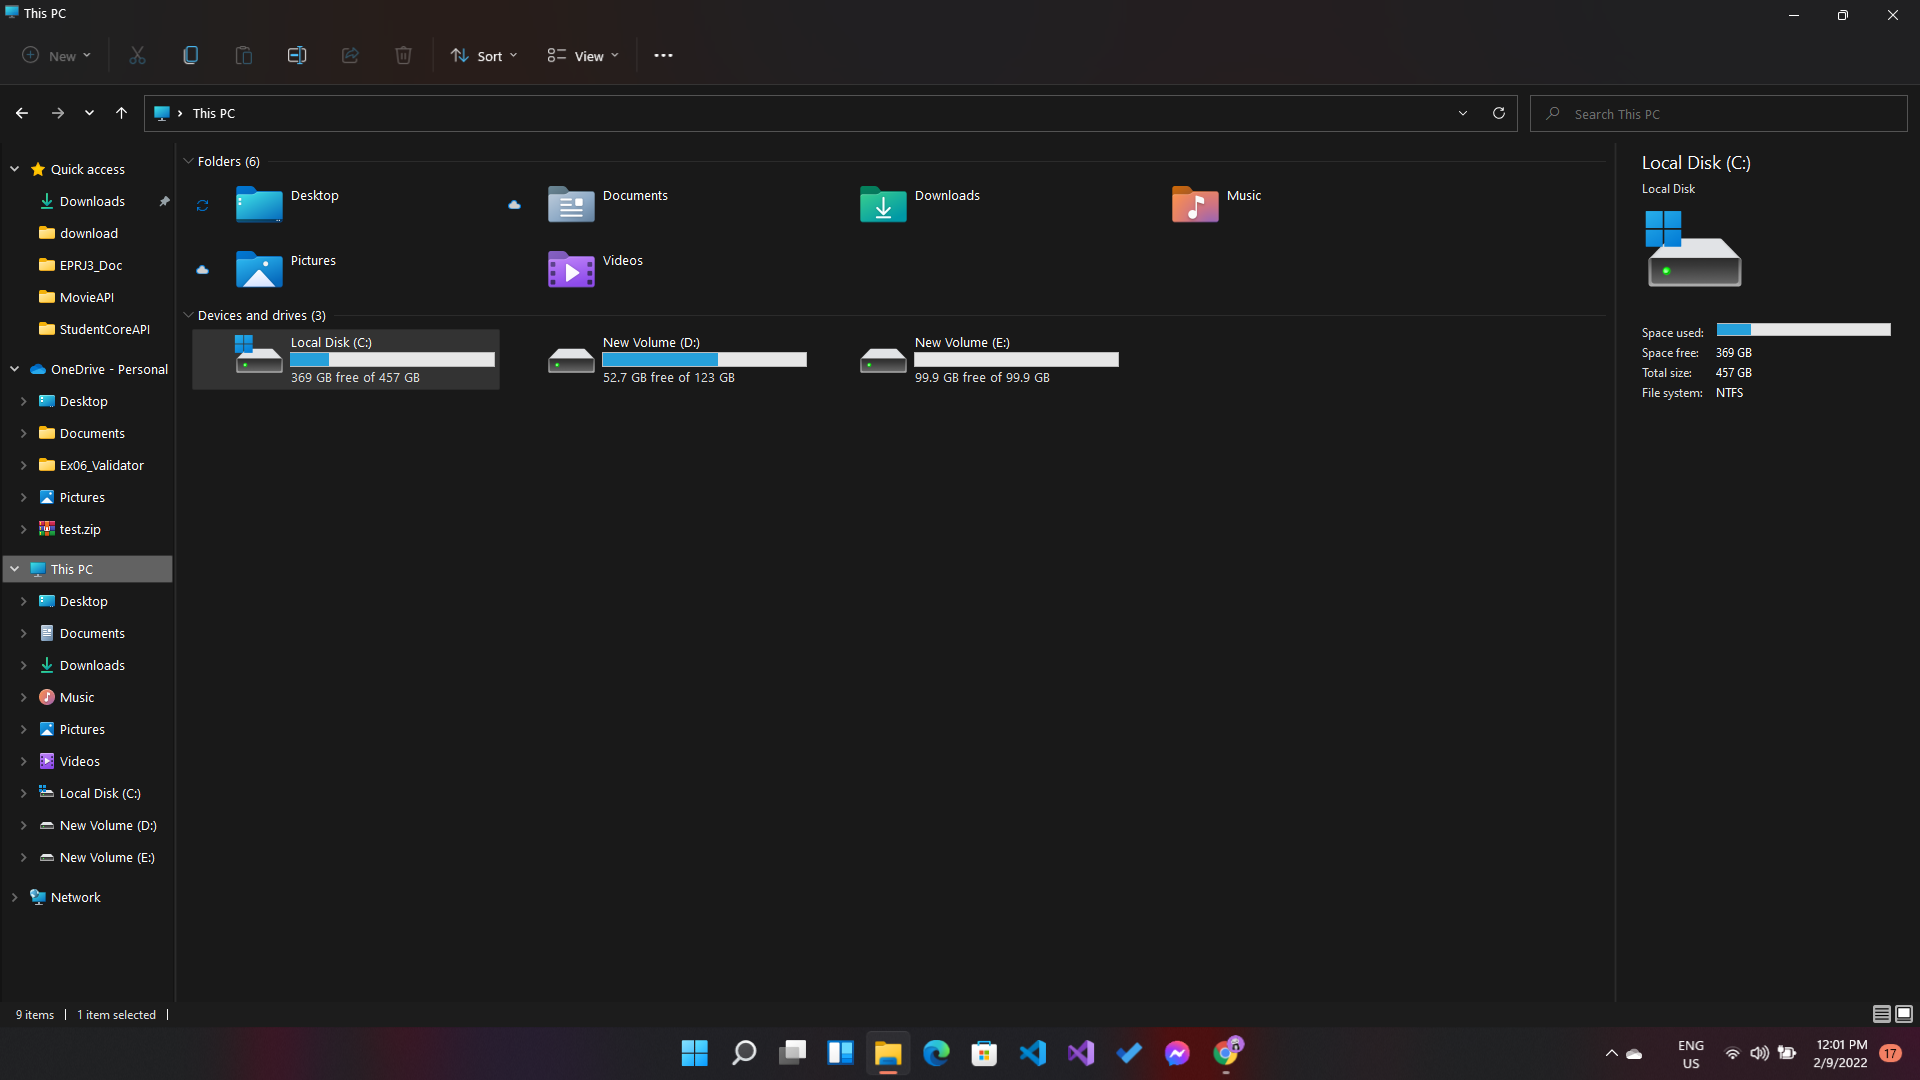 This PC
New
Sort
View
This PC
Search This PC
Quick access
Downloads
download
EPRJ3_Doc
MovieAPI
StudentCoreAPI
OneDrive - Personal
Desktop
Documents
Ex06_Validator
Pictures
test.zip
This PC
Desktop
Documents
Downloads
Music
Pictures
Videos
Local Disk (C:)
New Volume (D:)
New Volume (E:)
Network
Folders (6)
Desktop
Documents
Downloads
Music
Pictures
Videos
Devices and drives (3)
Local Disk (C:)
369 GB free of 457 GB
New Volume (D:)
52.7 GB free of 123 GB
New Volume (E:)
99.9 GB free of 99.9 GB
Local Disk (C:)
Local Disk
Space used:
Space free: 369 GB
Total size: 457 GB
File system: NTFS
9 items
1 item selected
ENG
US
12:01 PM
2/9/2022
17